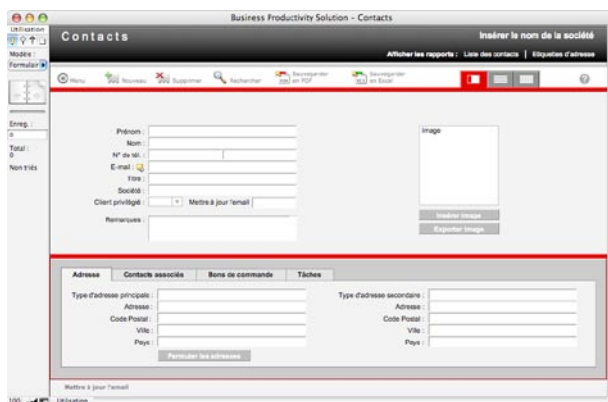 Business Productivity Solution - Contacts
Utilisation
Contacts
Insérer le nom de la société
Modèle :
Formulair
Afficher les rapports : Liste des contacts | Etiquettes d'adresse
Menu Nouveau Supprimer Rechercher Sauvegarder en PDF Sauvegarder en Excel
Enreg. :
0
Total :
0
Non triés
Prénom :
Nom :
N° de tél. :
E-mail :
Titre :
Société :
Client privilégié : Mettre à jour l'email
Remarques :
Image
Insérer Image
Exporter Image
Adresse Contacts associés Bons de commande Tâches
Type d'adresse principale : Type d'adresse secondaire :
Adresse : Adresse :
Code Postal : Code Postal :
Ville : Ville :
Pays : Pays :
Permuter les adresses
Mettre à jour l'email
100 Utilisation